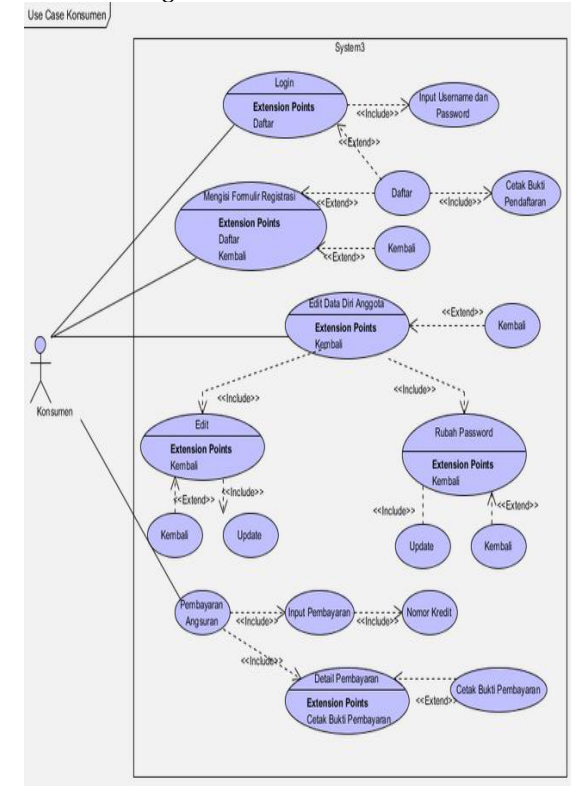 Use Case Konsumen
System3
Login
Extension Points
Daftar
<<Include>>
Input Username dan
Password
<<Extend>>
Mengisi Formulir Registrasi
Extension Points
Daftar
Kembali
<<Extend>>
Daftar
<<Include>>
Cetak Bukti
Pendaftaran
<<Extend>>
Kembali
Edit Data Diri Anggota
Extension Points
Kembali
<<Extend>>
Kembali
Konsumen
<<Include>>
<<Include>>
Edit
Extension Points
Kembali
Rubah Password
Extension Points
Kembali
<<Extend>>
<<Include>>
<<Include>>
<<Extend>>
Kembali
Update
Update
Kembali
Pembayaran
Angsuran
<<Include>>
Input Pembayaran
<<Include>>
Nomor Kredit
<<Include>>
Detail Pembayaran
Extension Points
Cetak Bukti Pembayaran
<<Extend>>
Cetak Bukti Pembayaran